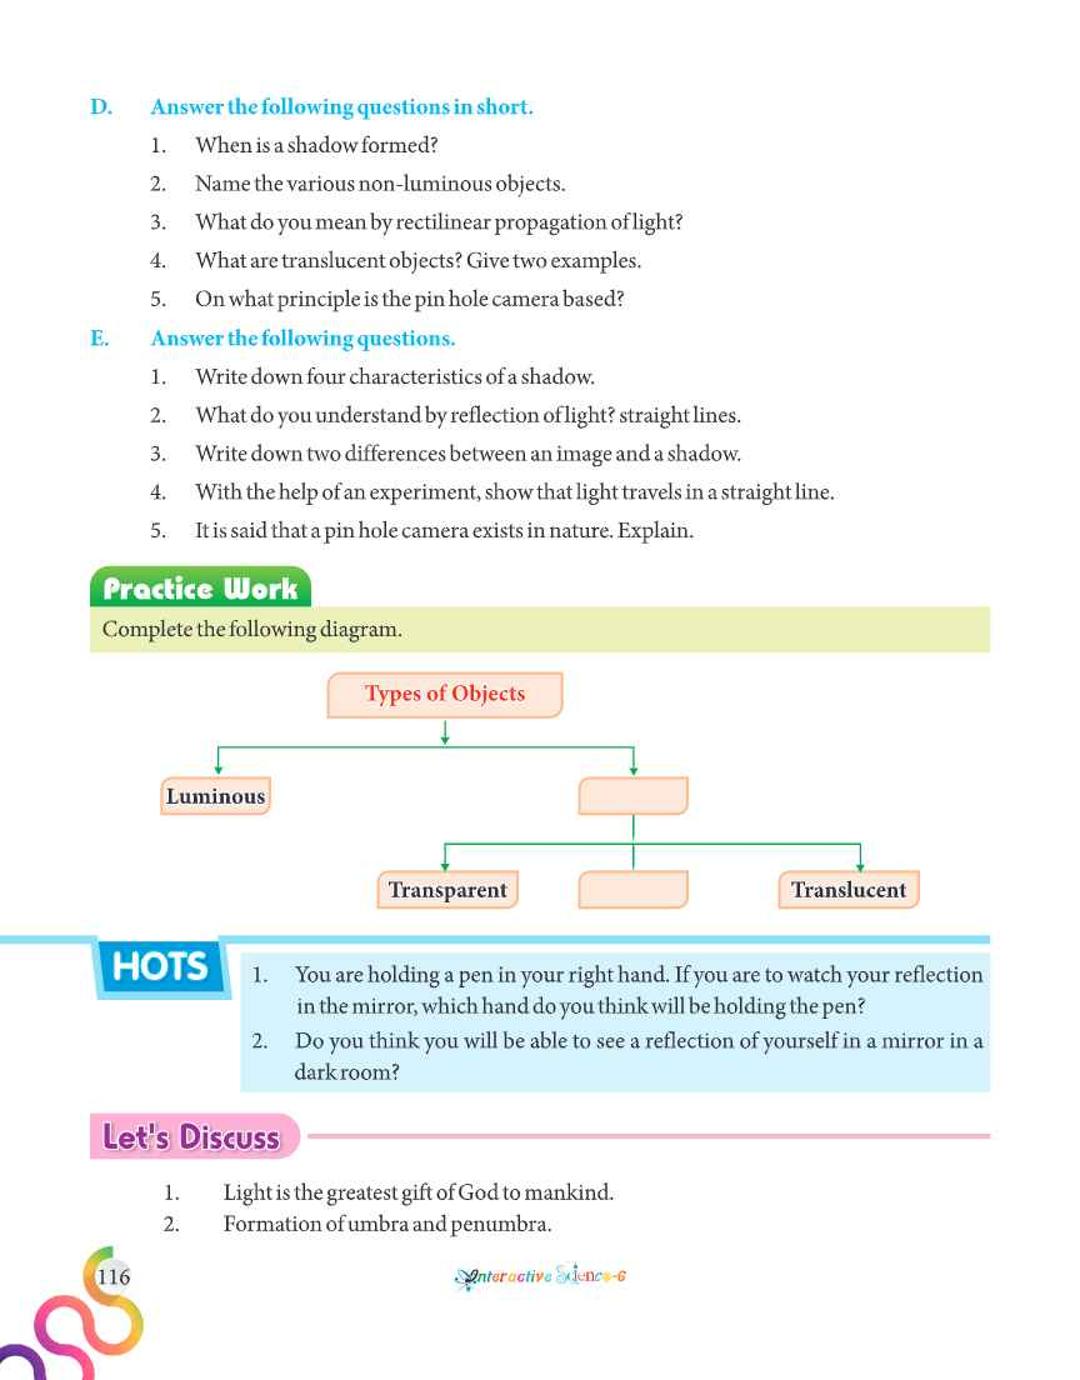 D. Answer the following questions in short.
1. When is a shadow formed?
2. Name the various non-luminous objects.
3. What do you mean by rectilinear propagation of light?
4. What are translucent objects? Give two examples.
5. On what principle is the pin hole camera based?
E. Answer the following questions.
1. Write down four characteristics of a shadow.
2. What do you understand by reflection of light? straight lines.
3. Write down two differences between an image and a shadow.
4. With the help of an experiment, show that light travels in a straight line.
5. It is said that a pin hole camera exists in nature. Explain.
Practice Work
Complete the following diagram.
Types of Objects
Luminous
Transparent
Translucent
HOTS
1. You are holding a pen in your right hand. If you are to watch your reflection
in the mirror, which hand do you think will be holding the pen?
2. Do you think you will be able to see a reflection of yourself in a mirror in a
dark room?
Let's Discuss
1. Light is the greatest gift of God to mankind.
2. Formation of umbra and penumbra.
116
Interactive Science-6